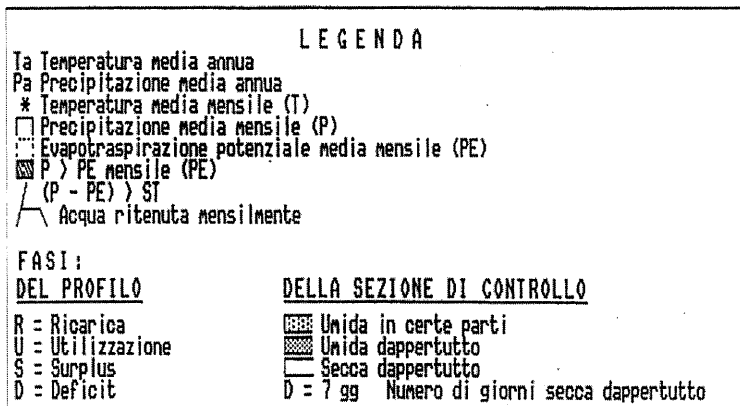 LEGENDA
Ta Temperatura media annua
Pa Precipitazione media annua
* Temperatura media mensile (T)
Precipitazione media mensile (P)
Evapotraspirazione potenziale media mensile (PE)
P > PE mensile (PE)
(P - PE) > ST
Acqua ritenuta mensilmente
FASI:
DEL PROFILO
R = Ricarica
U = Utilizzazione
S = Surplus
D = Deficit
DELLA SEZIONE DI CONTROLLO
Umida in certe parti
Umida dappertutto
Secca dappertutto
D = 7 gg Numero di giorni secca dappertutto